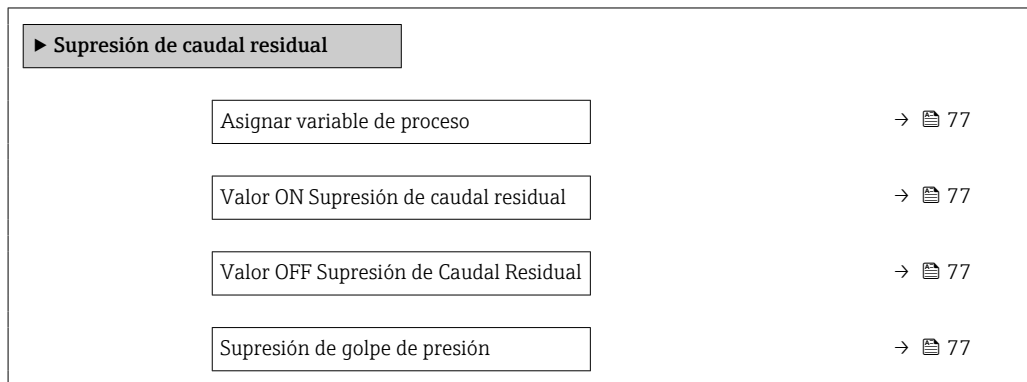 ▶ Supresión de caudal residual
Asignar variable de proceso → 77
Valor ON Supresión de caudal residual → 77
Valor OFF Supresión de Caudal Residual → 77
Supresión de golpe de presión → 77